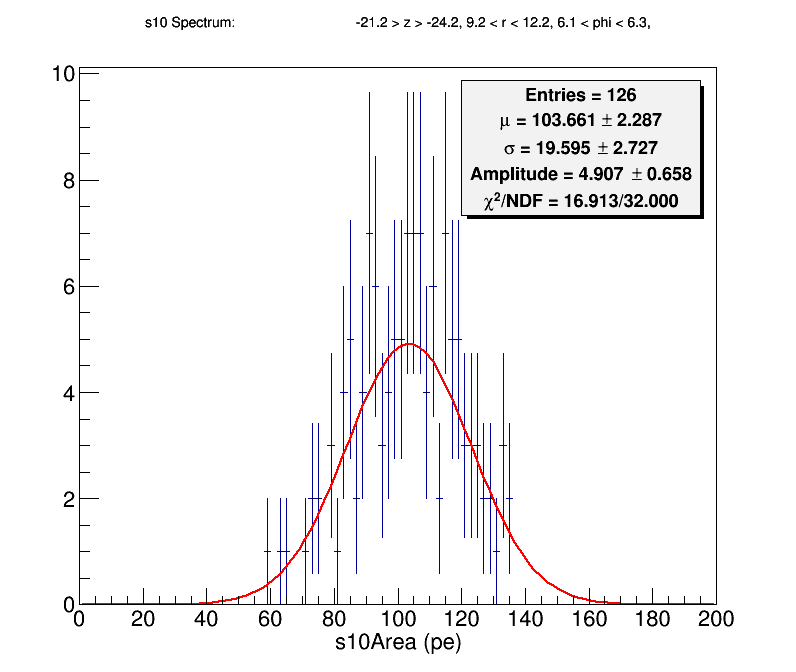 s10 Spectrum: -21.2 > z > -24.2, 9.2 < r < 12.2, 6.1 < phi < 6.3,
Entries = 126
μ = 103.661 ± 2.287
σ = 19.595 ± 2.727
Amplitude = 4.907 ± 0.658
χ²/NDF = 16.913/32.000
10
8
6
4
2
0
0 20 40 60 80 100 120 140 160 180 200
s10Area (pe)